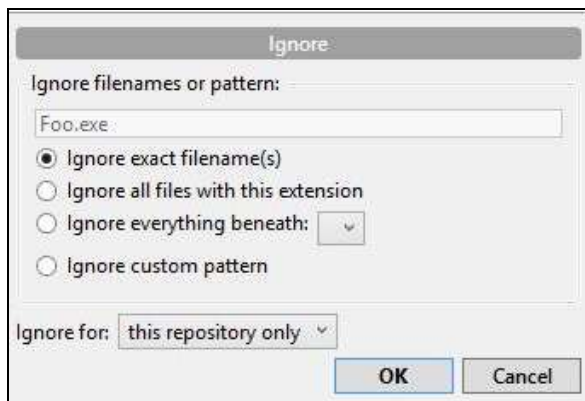 Ignore
Ignore filenames or pattern:
Foo.exe
Ignore exact filename(s)
Ignore all files with this extension
Ignore everything beneath:
Ignore custom pattern
Ignore for: this repository only
OK Cancel